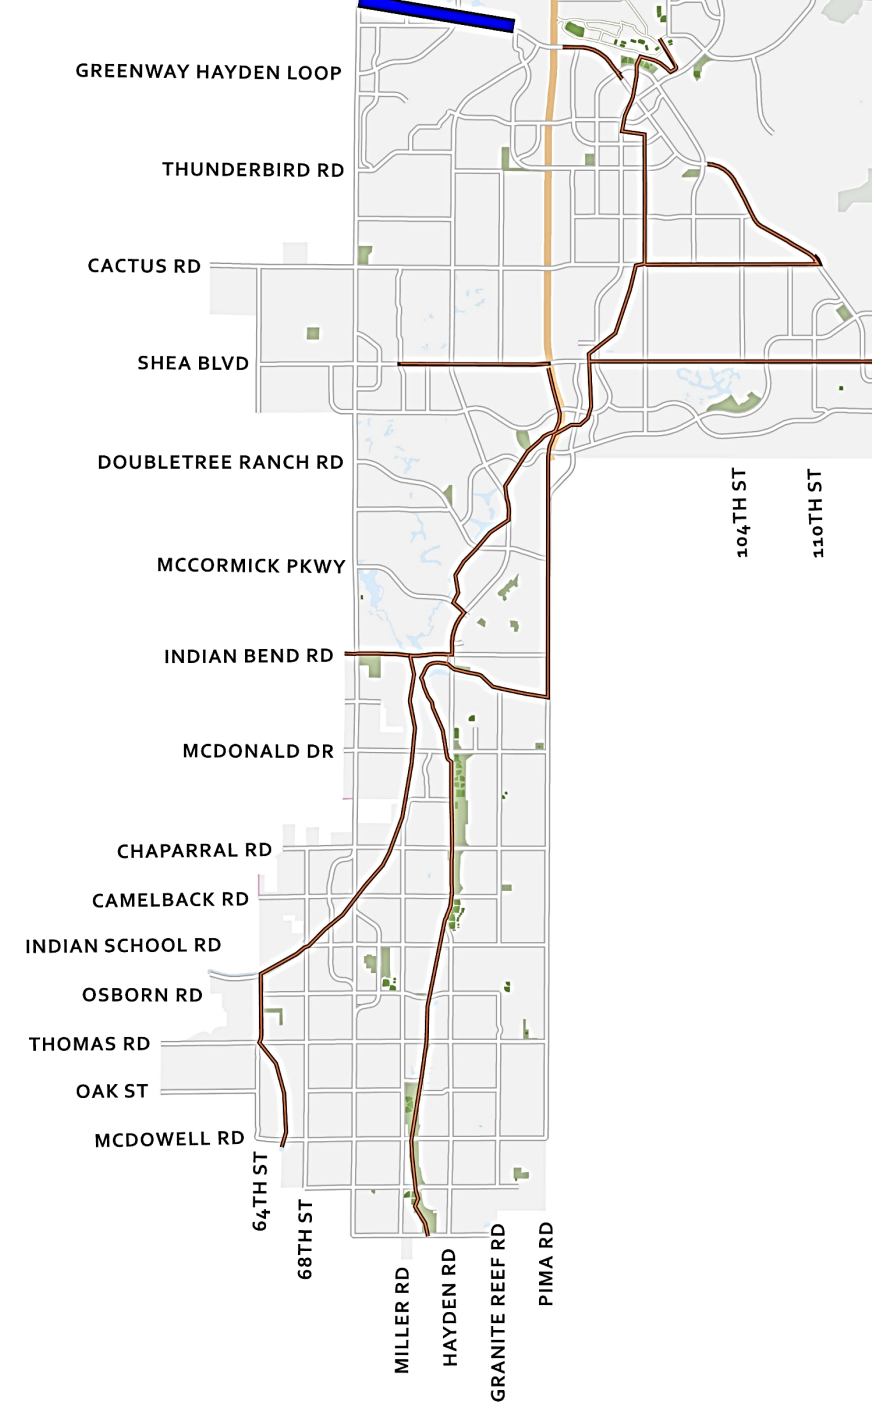 GREENWAY HAYDEN LOOP
THUNDERBIRD RD
CACTUS RD
SHEA BLVD
DOUBLETREE RANCH RD
104TH ST
110TH ST
MCCORMICK PKWY
INDIAN BEND RD
MCDONALD DR
CHAPARRAL RD
CAMELBACK RD
INDIAN SCHOOL RD
OSBORN RD
THOMAS RD
OAK ST
MCDOWELL RD
64TH ST
68TH ST
MILLER RD
HAYDEN RD
GRANITE REEF RD
PIMA RD